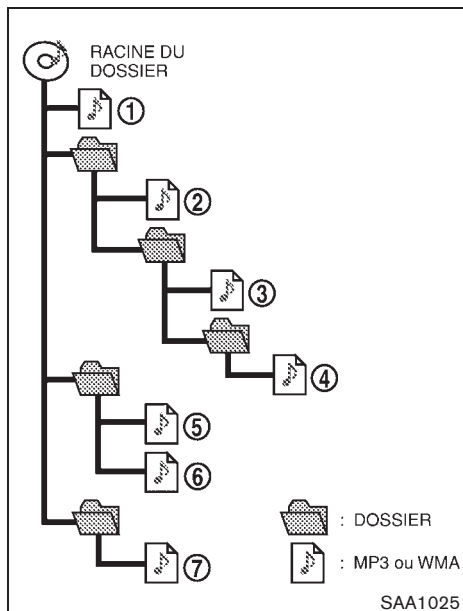 RACINE DU
DOSSIER
1
2
3
4
5
6
7
: DOSSIER
: MP3 ou WMA
SAA1025